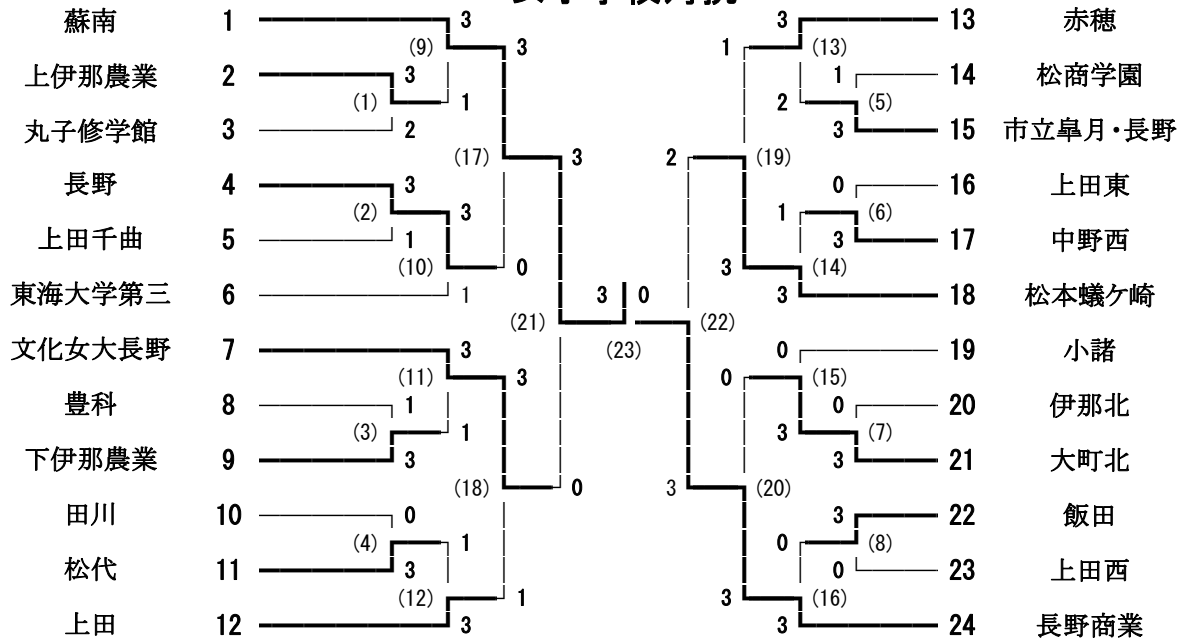 蘇南 1 3 3 13 赤穂
(9) 3 1 (13)
上伊那農業 2 3 1 14 松商学園
(1) 1 2 (5)
丸子修学館 3 2 3 15 市立皐月・長野
(17) 3 2 (19)
長野 4 3 0 16 上田東
(2) 3 1 (6)
上田千曲 5 1 3 17 中野西
(10) 0 3 (14)
東海大学第三 6 1 3 0 3 18 松本蟻ケ崎
(21) (22)
文化女大長野 7 3 (23) 0 19 小諸
(11) 3 0 (15)
豊科 8 1 0 20 伊那北
(3) 1 3 (7)
下伊那農業 9 3 3 21 大町北
(18) 0 3 (20)
田川 10 0 3 22 飯田
(4) 1 0 (8)
松代 11 3 0 23 上田西
(12) 1 3 (16)
上田 12 3 3 24 長野商業